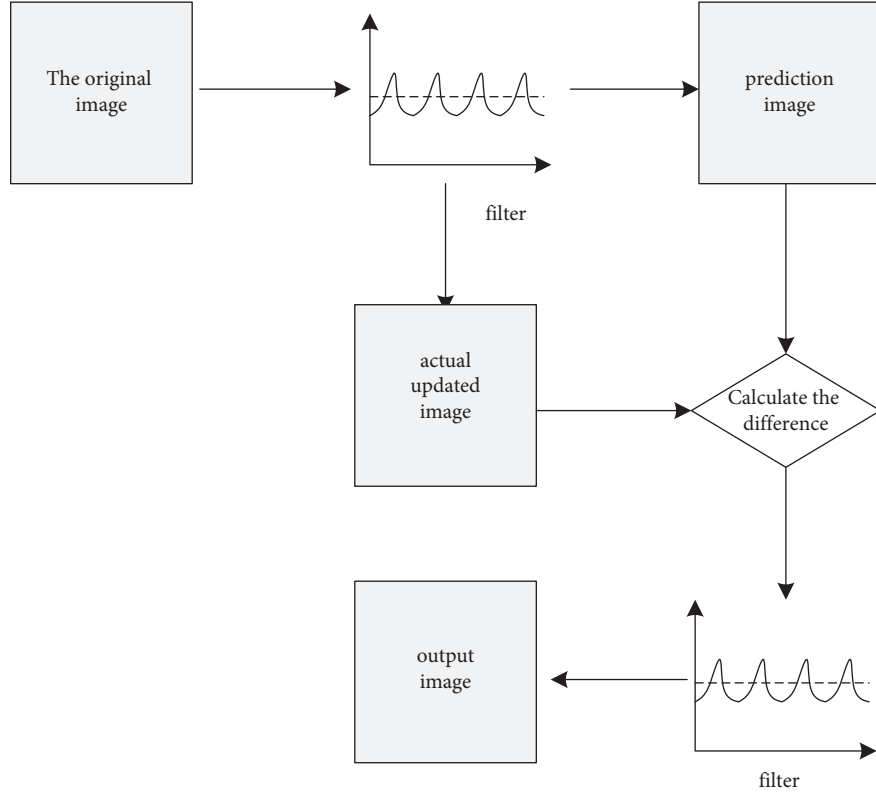 The original
image
prediction
image
filter
actual
updated
image
Calculate the
difference
output
image
filter